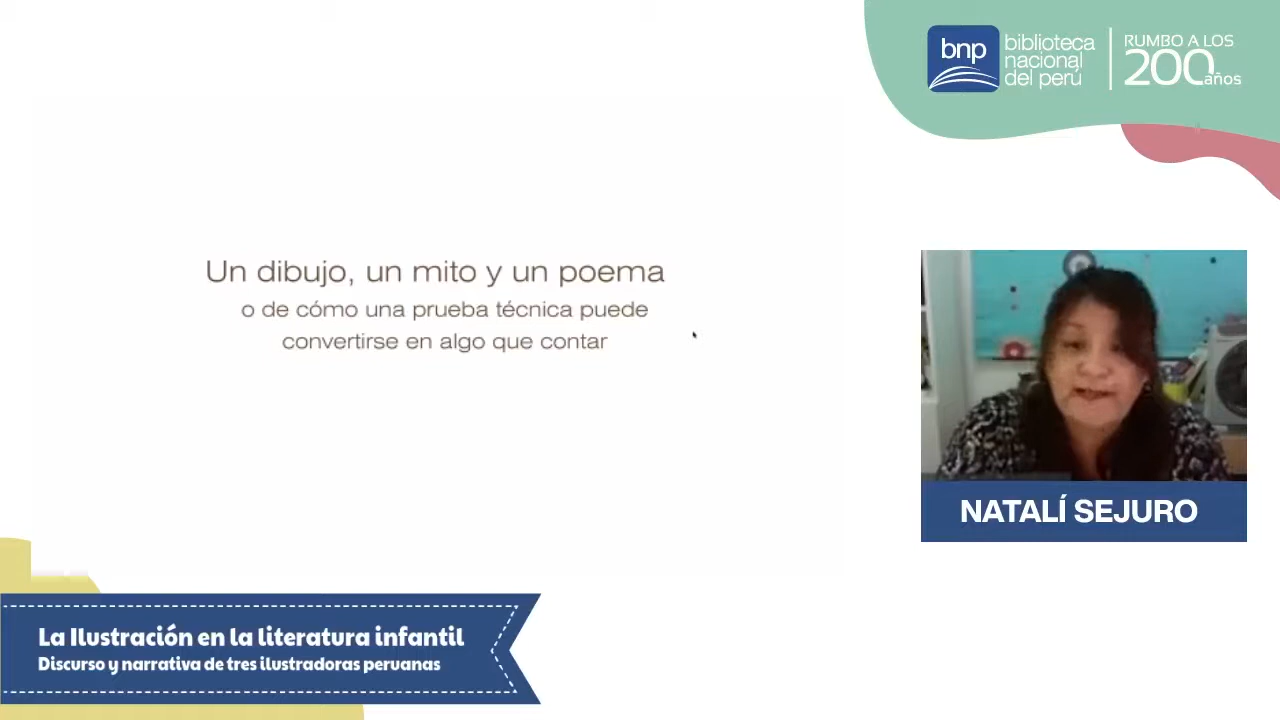 bnp
biblioteca
nacional
del perú
RUMBO A LOS
200
años
Un dibujo, un mito y un poema
o de cómo una prueba técnica puede
convertirse en algo que contar
NATALÍ SEJURO
La Ilustración en la literatura infantil
Discurso y narrativa de tres ilustradoras peruanas